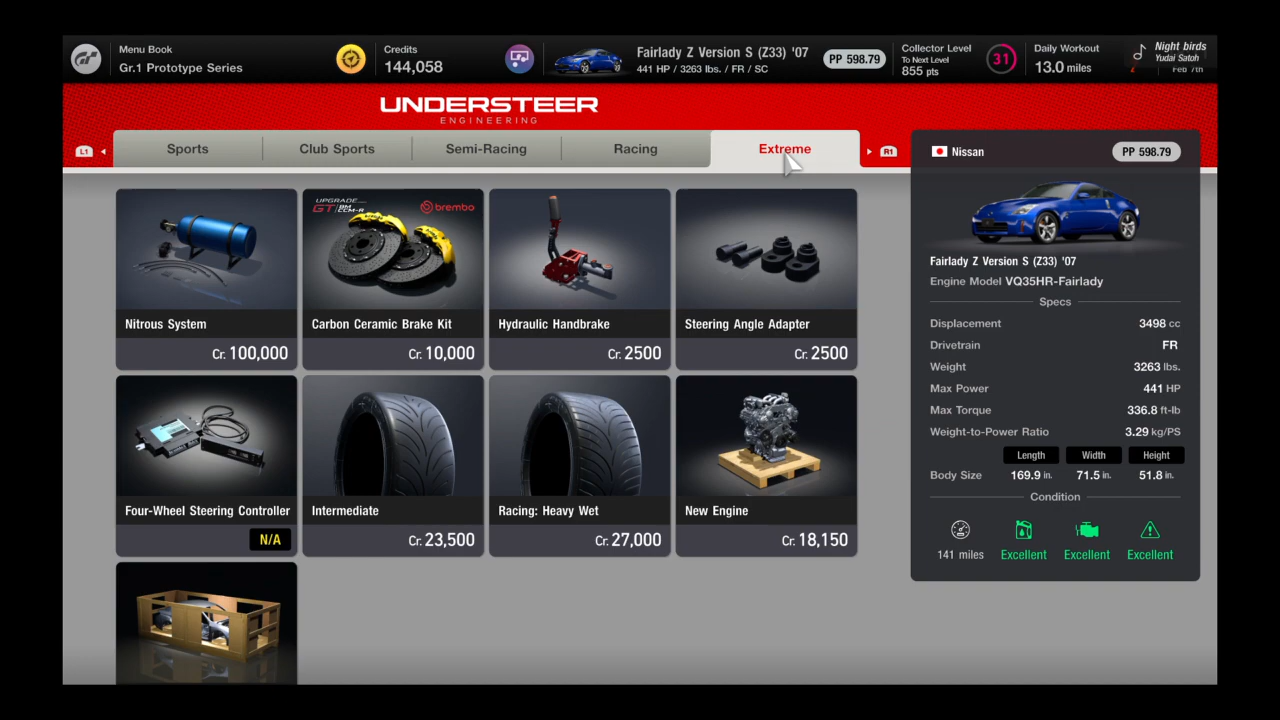 Menu Book
Gr.1 Prototype Series
Credits
144,058
Fairlady Z Version S (Z33) '07
441 HP / 3263 lbs. / FR / SC
PP 598.79
Collector Level
To Next Level
855 pts
31
Daily Workout
13.0 miles
Night birds
Yudai Satoh
Feb 7th
UNDERSTEER
ENGINEERING
L1
Sports
Club Sports
Semi-Racing
Racing
Extreme
R1
Nitrous System
Cr. 100,000
UPGRADE
GT BM CCM-R
brembo
Carbon Ceramic Brake Kit
Cr. 10,000
Hydraulic Handbrake
Cr. 2500
Steering Angle Adapter
Cr. 2500
Four-Wheel Steering Controller
N/A
Intermediate
Cr. 23,500
Racing: Heavy Wet
Cr. 27,000
New Engine
Cr. 18,150
Nissan
PP 598.79
Fairlady Z Version S (Z33) '07
Engine Model VQ35HR-Fairlady
Specs
Displacement 3498 cc
Drivetrain FR
Weight 3263 lbs.
Max Power 441 HP
Max Torque 336.8 ft-lb
Weight-to-Power Ratio 3.29 kg/PS
Length Width Height
Body Size 169.9 in. 71.5 in. 51.8 in.
Condition
141 miles Excellent Excellent Excellent